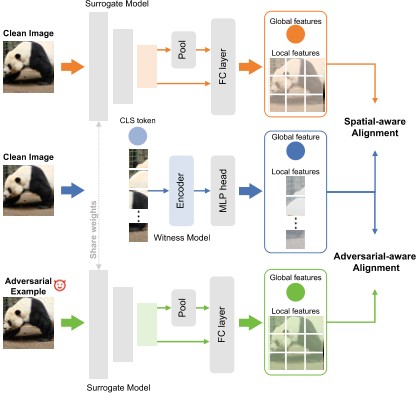 Surrogate Model
Clean Image
Pool
FC layer
Global features
Local features
Spatial-aware
Alignment
CLS token
Clean Image
Share weights
Encoder
MLP head
Witness Model
Global feature
Local features
Adversarial-aware
Alignment
Adversarial
Example
Pool
FC layer
Global features
Local features
Surrogate Model